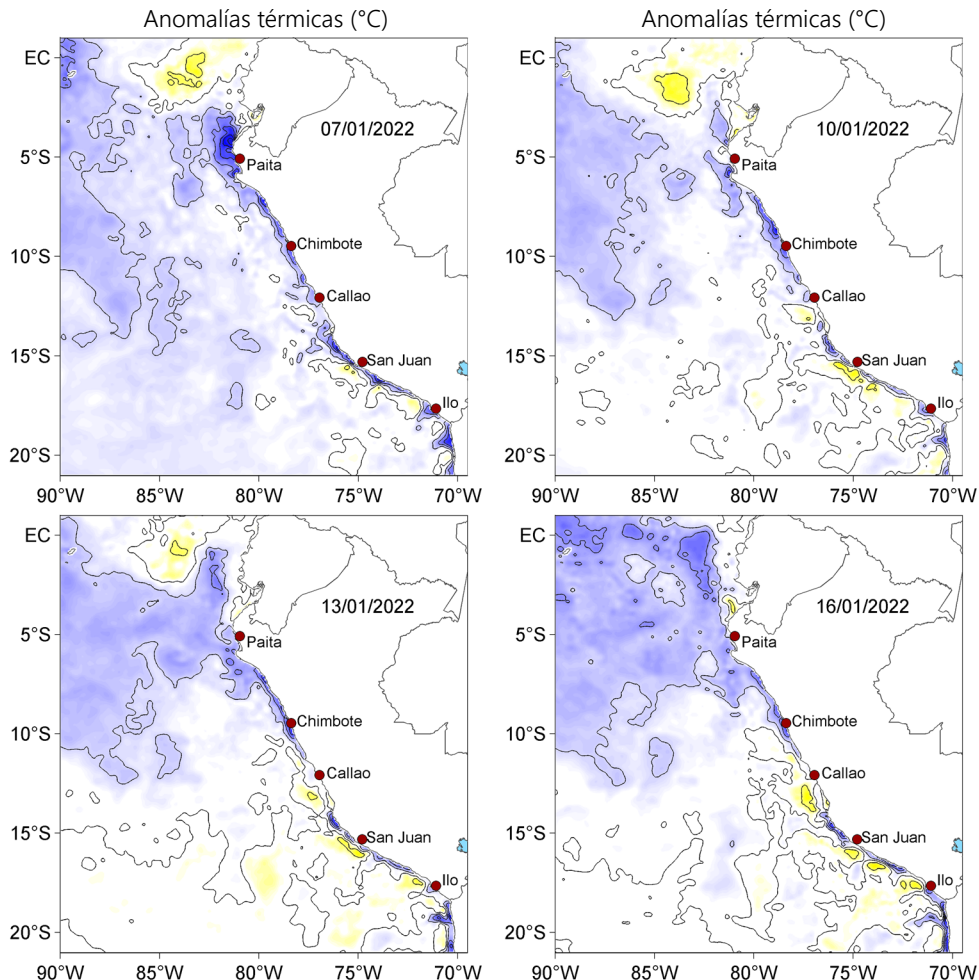 Anomalías térmicas (°C)
EC
5°S
10°S
15°S
20°S
07/01/2022
Paita
Chimbote
Callao
San Juan
Ilo
90°W 85°W 80°W 75°W 70°W
Anomalías térmicas (°C)
EC
5°S
10°S
15°S
20°S
10/01/2022
Paita
Chimbote
Callao
San Juan
Ilo
90°W 85°W 80°W 75°W 70°W
EC
5°S
10°S
15°S
20°S
13/01/2022
Paita
Chimbote
Callao
San Juan
Ilo
90°W 85°W 80°W 75°W 70°W
EC
5°S
10°S
15°S
20°S
16/01/2022
Paita
Chimbote
Callao
San Juan
Ilo
90°W 85°W 80°W 75°W 70°W